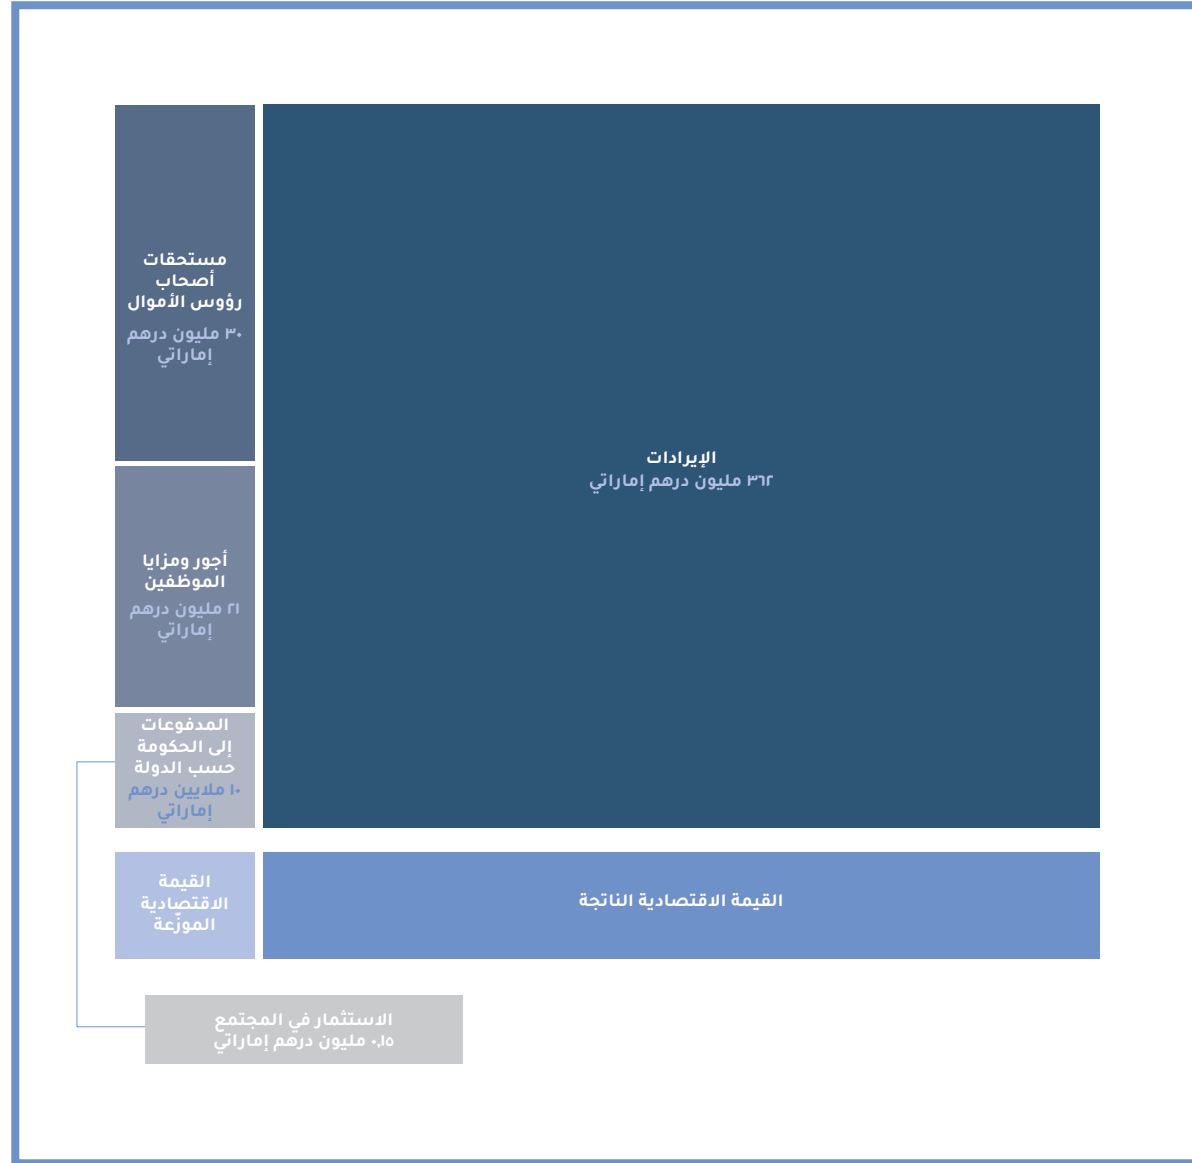 مستحقات
أصحاب
رؤوس الأموال
٣٠ مليون درهم
إماراتي
الإيرادات
٣٦٢ مليون درهم إماراتي
أجور ومزايا
الموظفين
٢١ مليون درهم
إماراتي
المدفوعات
إلى الحكومة
حسب الدولة
١٠ ملايين درهم
إماراتي
القيمة
الاقتصادية
الموزّعة
القيمة الاقتصادية الناتجة
الاستثمار في المجتمع
٠,١٥ مليون درهم إماراتي